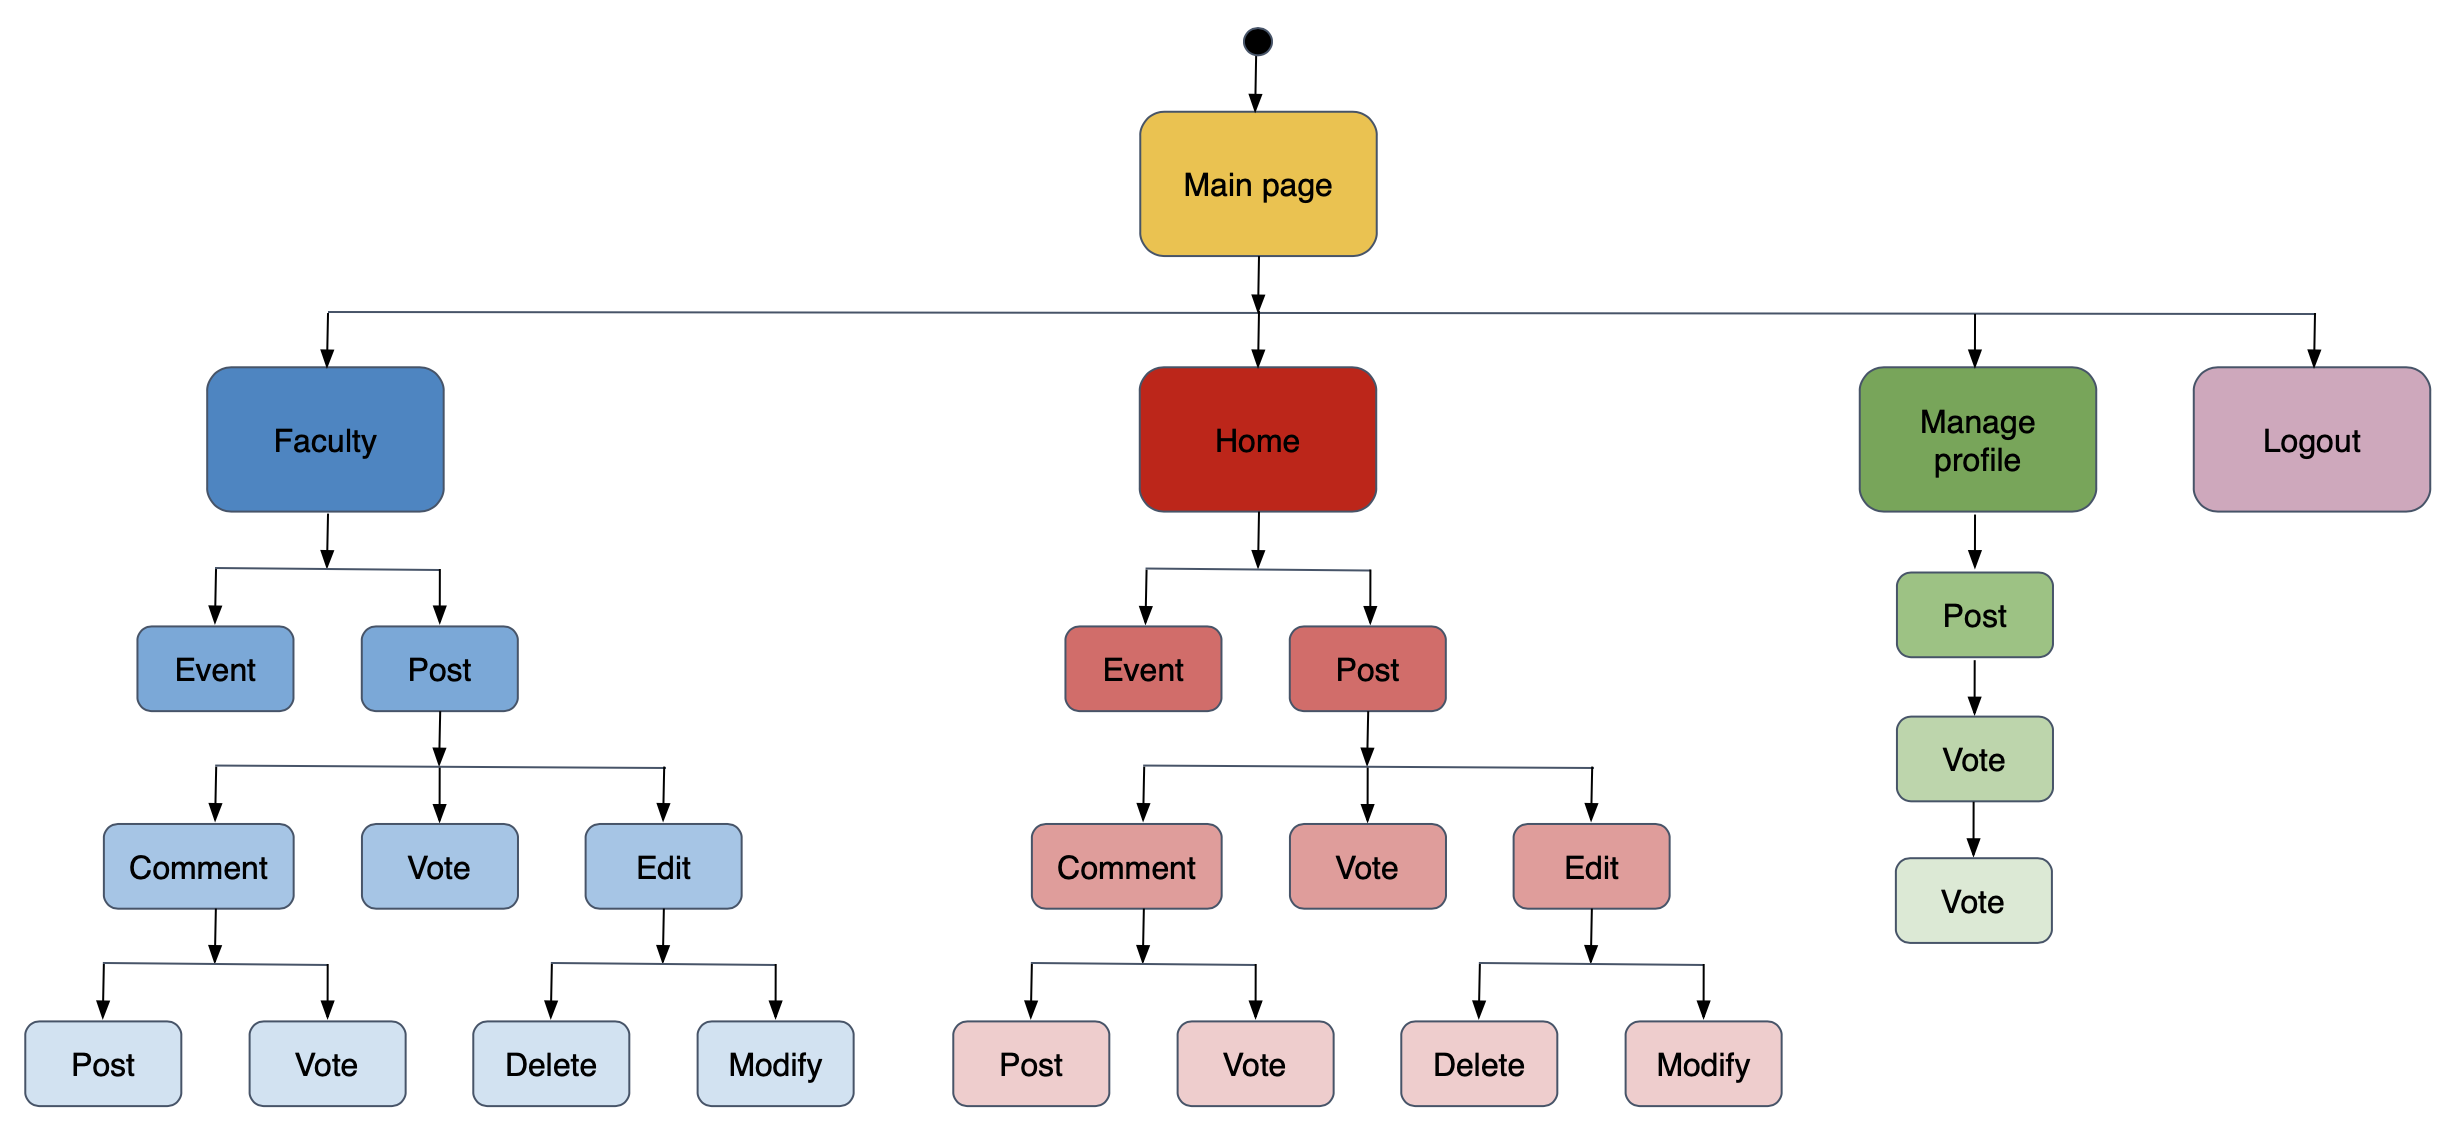 Main page
Faculty
Home
Manage
profile
Logout
Event
Post
Event
Post
Post
Vote
Comment
Vote
Edit
Comment
Vote
Edit
Vote
Post
Vote
Delete
Modify
Post
Vote
Delete
Modify